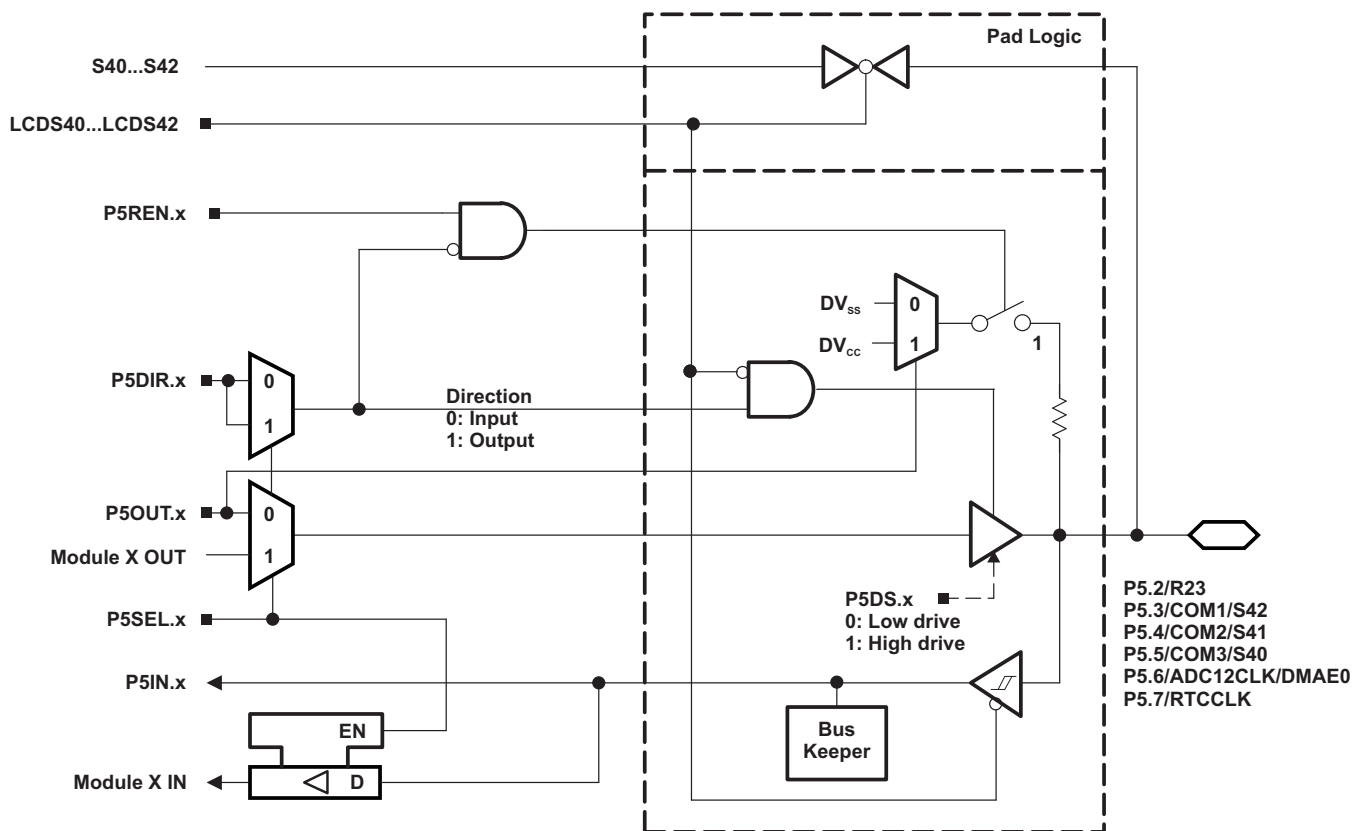 Pad Logic
S40...S42
LCDS40...LCDS42
P5REN.x
DVss
0
DVcc
1
1
P5DIR.x
0
1
Direction
0: Input
1: Output
P5OUT.x
0
Module X OUT
1
P5DS.x
0: Low drive
1: High drive
P5.2/R23
P5.3/COM1/S42
P5.4/COM2/S41
P5.5/COM3/S40
P5.6/ADC12CLK/DMAE0
P5.7/RTCCLK
P5SEL.x
P5IN.x
Bus
Keeper
EN
Module X IN
D